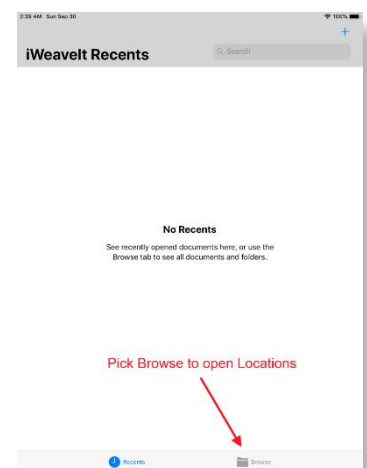 2:20 AM Sun Sep 30
100%
iWeaveIt Recents
Search
No Recents
See recently opened documents here, or use the
Browse tab to see all documents and folders.
Pick Browse to open Locations
Recents
Browse